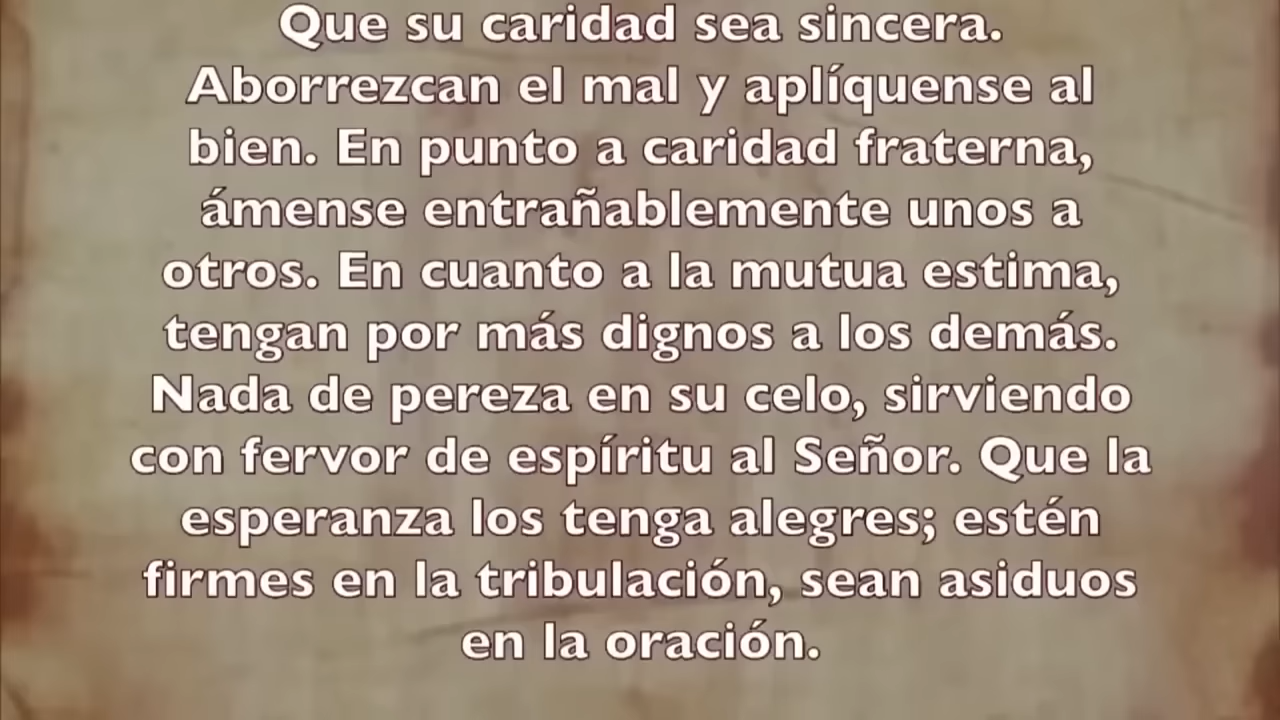 Que su caridad sea sincera.
Aborrezcan el mal y aplíquense al
bien. En punto a caridad fraterna,
ámense entrañablemente unos a
otros. En cuanto a la mutua estima,
tengan por más dignos a los demás.
Nada de pereza en su celo, sirviendo
con fervor de espíritu al Señor. Que la
esperanza los tenga alegres; estén
firmes en la tribulación, sean asiduos
en la oración.